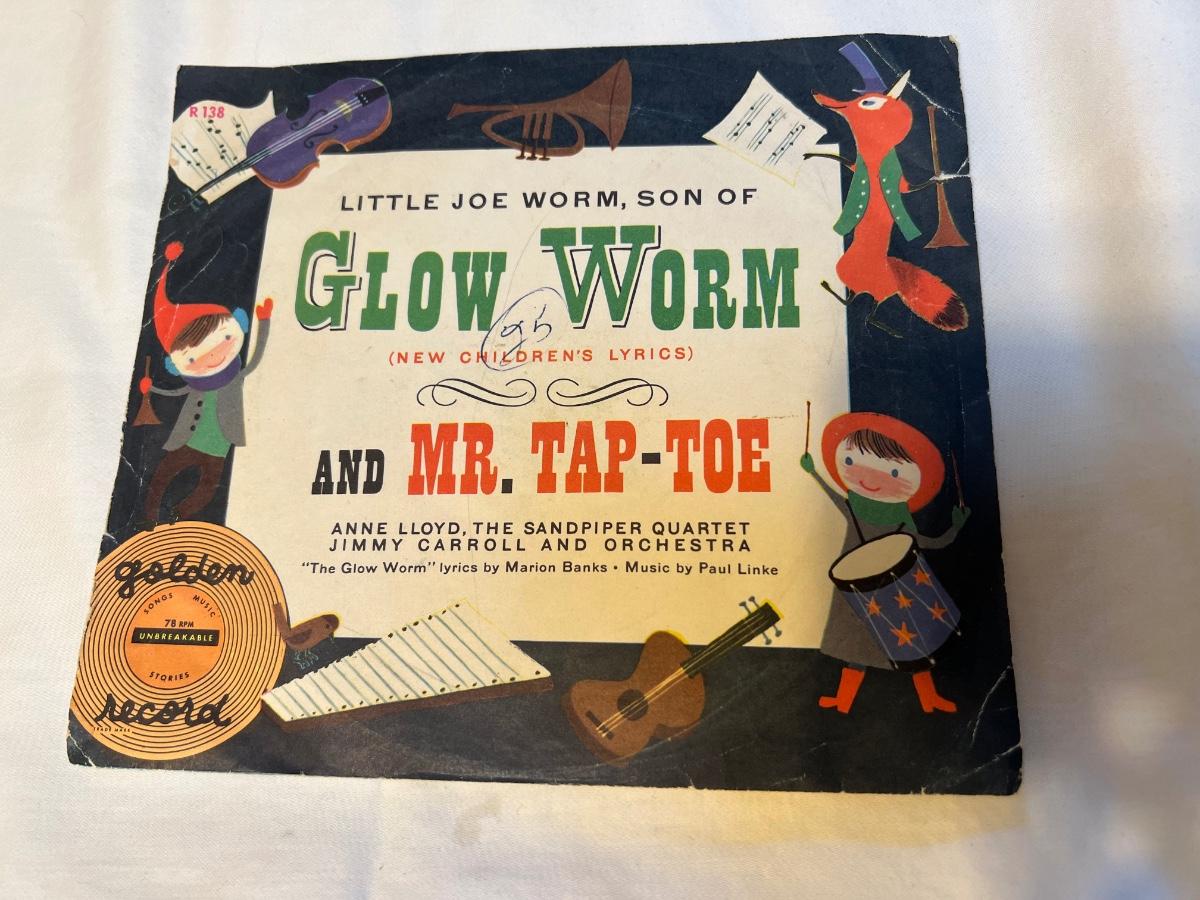 R 138
LITTLE JOE WORM, SON OF
GLOW WORM
(NEW CHILDREN'S LYRICS)
AND MR. TAP-TOE
ANNE LLOYD, THE SANDPIPER QUARTET
JIMMY CARROLL AND ORCHESTRA
"The Glow Worm" lyrics by Marion Banks • Music by Paul Linke
golden
SONGS MUSIC
78 RPM
UNBREAKABLE
STORIES
record
TRADE MARK